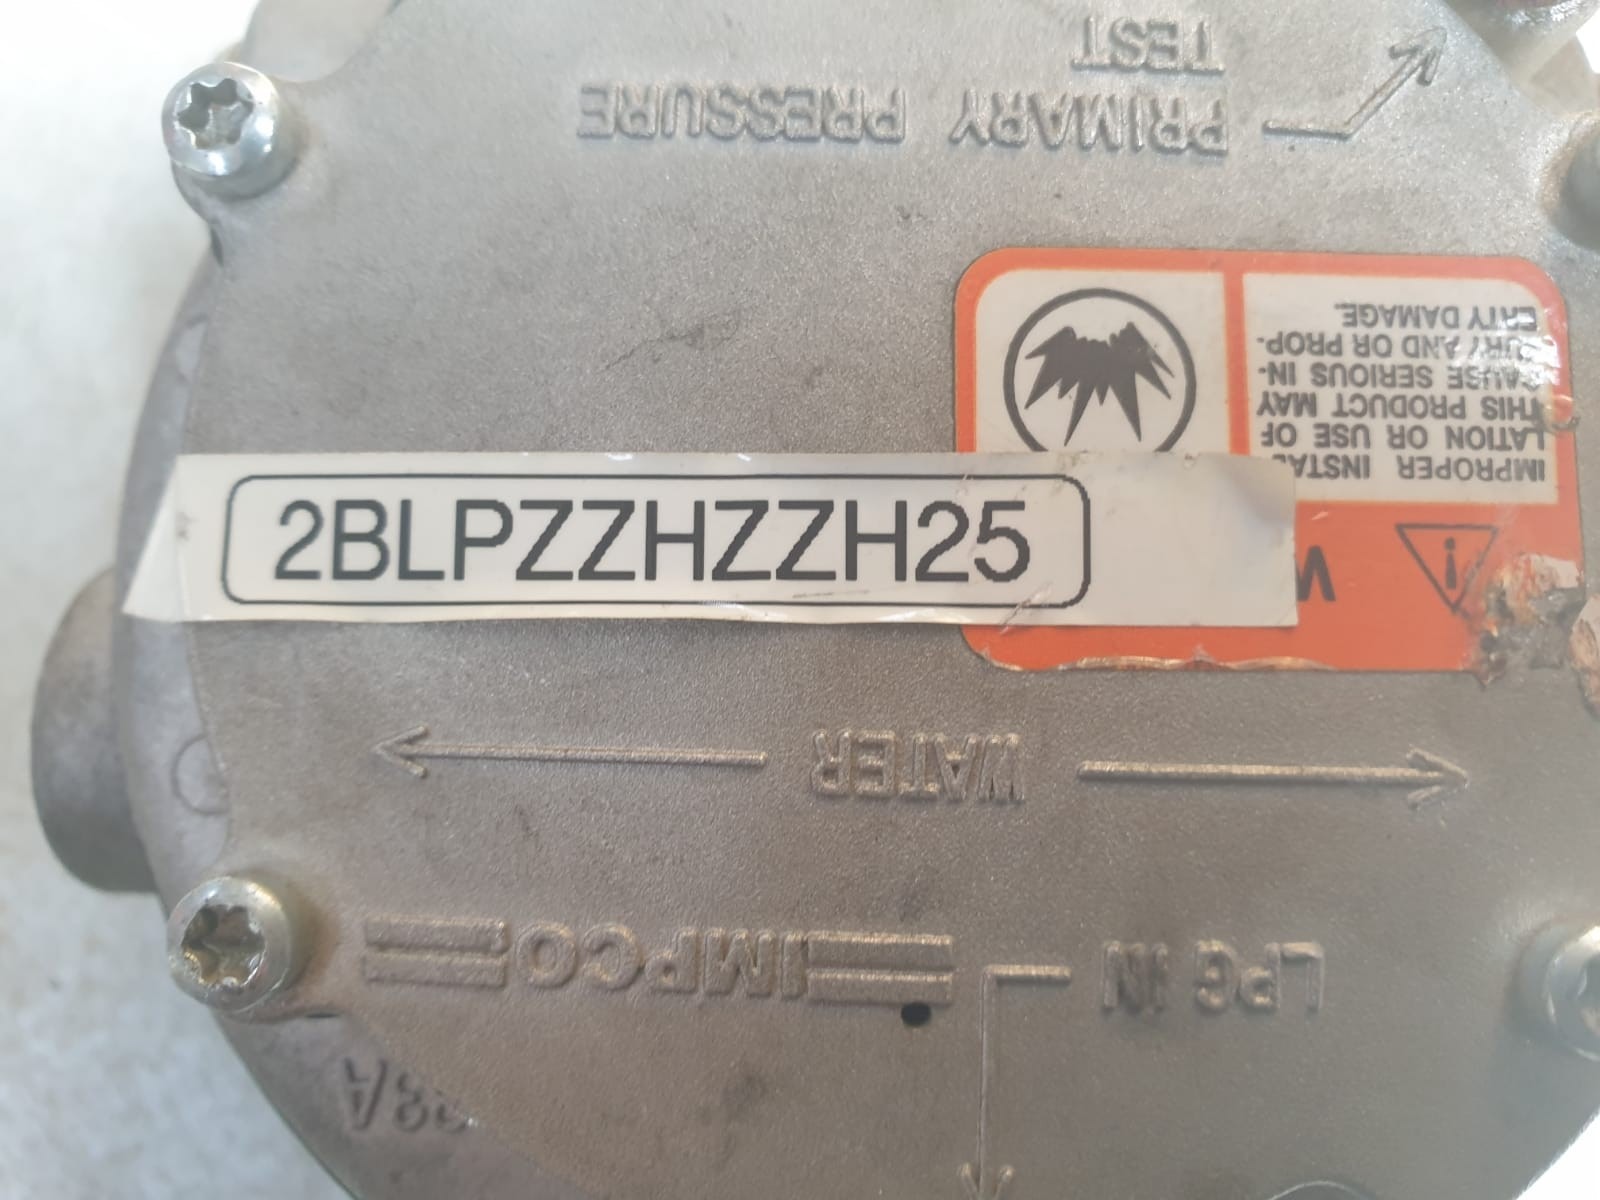 PRIMARY PRESSURE
TEST
2BLPZZHZZH25
IMPROPER INSTAL
LATION OR USE OF
THIS PRODUCT MAY
CAUSE SERIOUS IN-
JURY AND OR PROP-
ERTY DAMAGE.
WATER
LPG IN
IMPCO